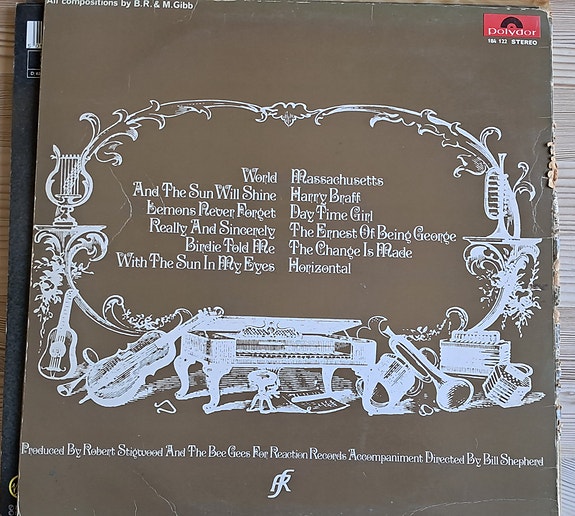 All compositions by B.R. & M.Gibb
Polydor
184 122 STEREO
World
And The Sun Will Shine
Lemons Never Forget
Really And Sincerely
Birdie Told Me
With The Sun In My Eyes
Massachusetts
Harry Braff
Day Time Girl
The Ernest Of Being George
The Change Is Made
Horizontal
Produced By Robert Stigwood And The Bee Gees For Reaction Records Accompaniment Directed By Bill Shepherd